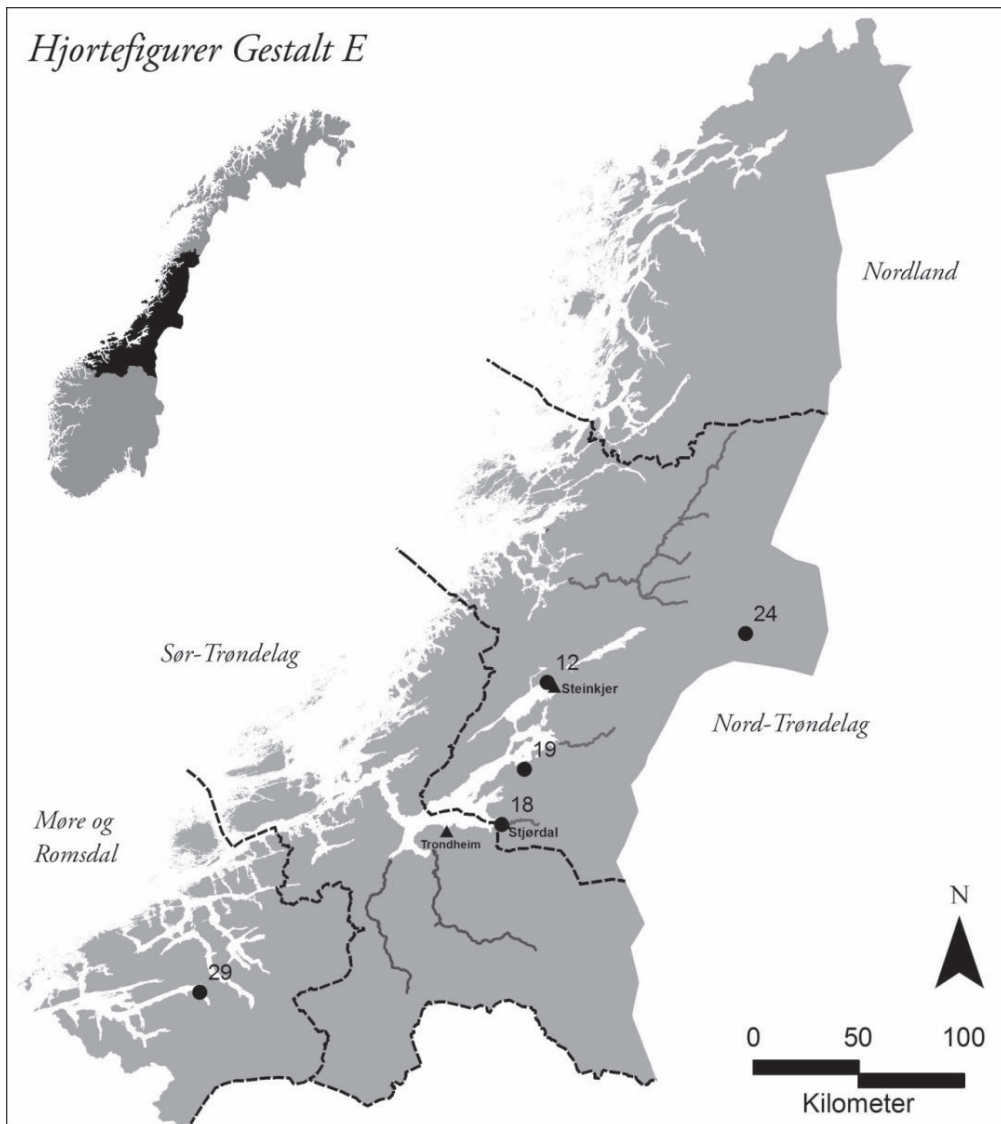 Hjortefigurer Gestalt E
Nordland
24
Sør-Trøndelag
12
Steinkjer
Nord-Trøndelag
19
18
Møre og
Romsdal
Stjørdal
Trondheim
N
29
0 50 100
Kilometer